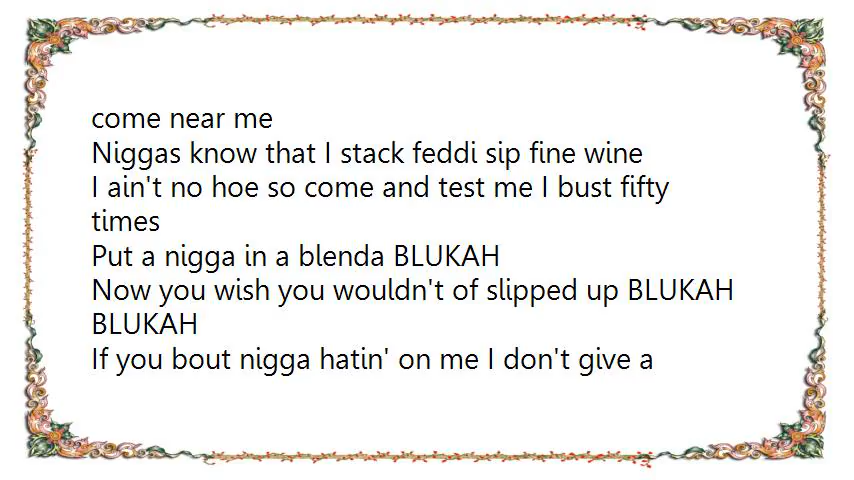 come near me
Niggas know that I stack feddi sip fine wine
I ain't no hoe so come and test me I bust fifty
times
Put a nigga in a blenda BLUKAH
Now you wish you wouldn't of slipped up BLUKAH
BLUKAH
If you bout nigga hatin' on me I don't give a